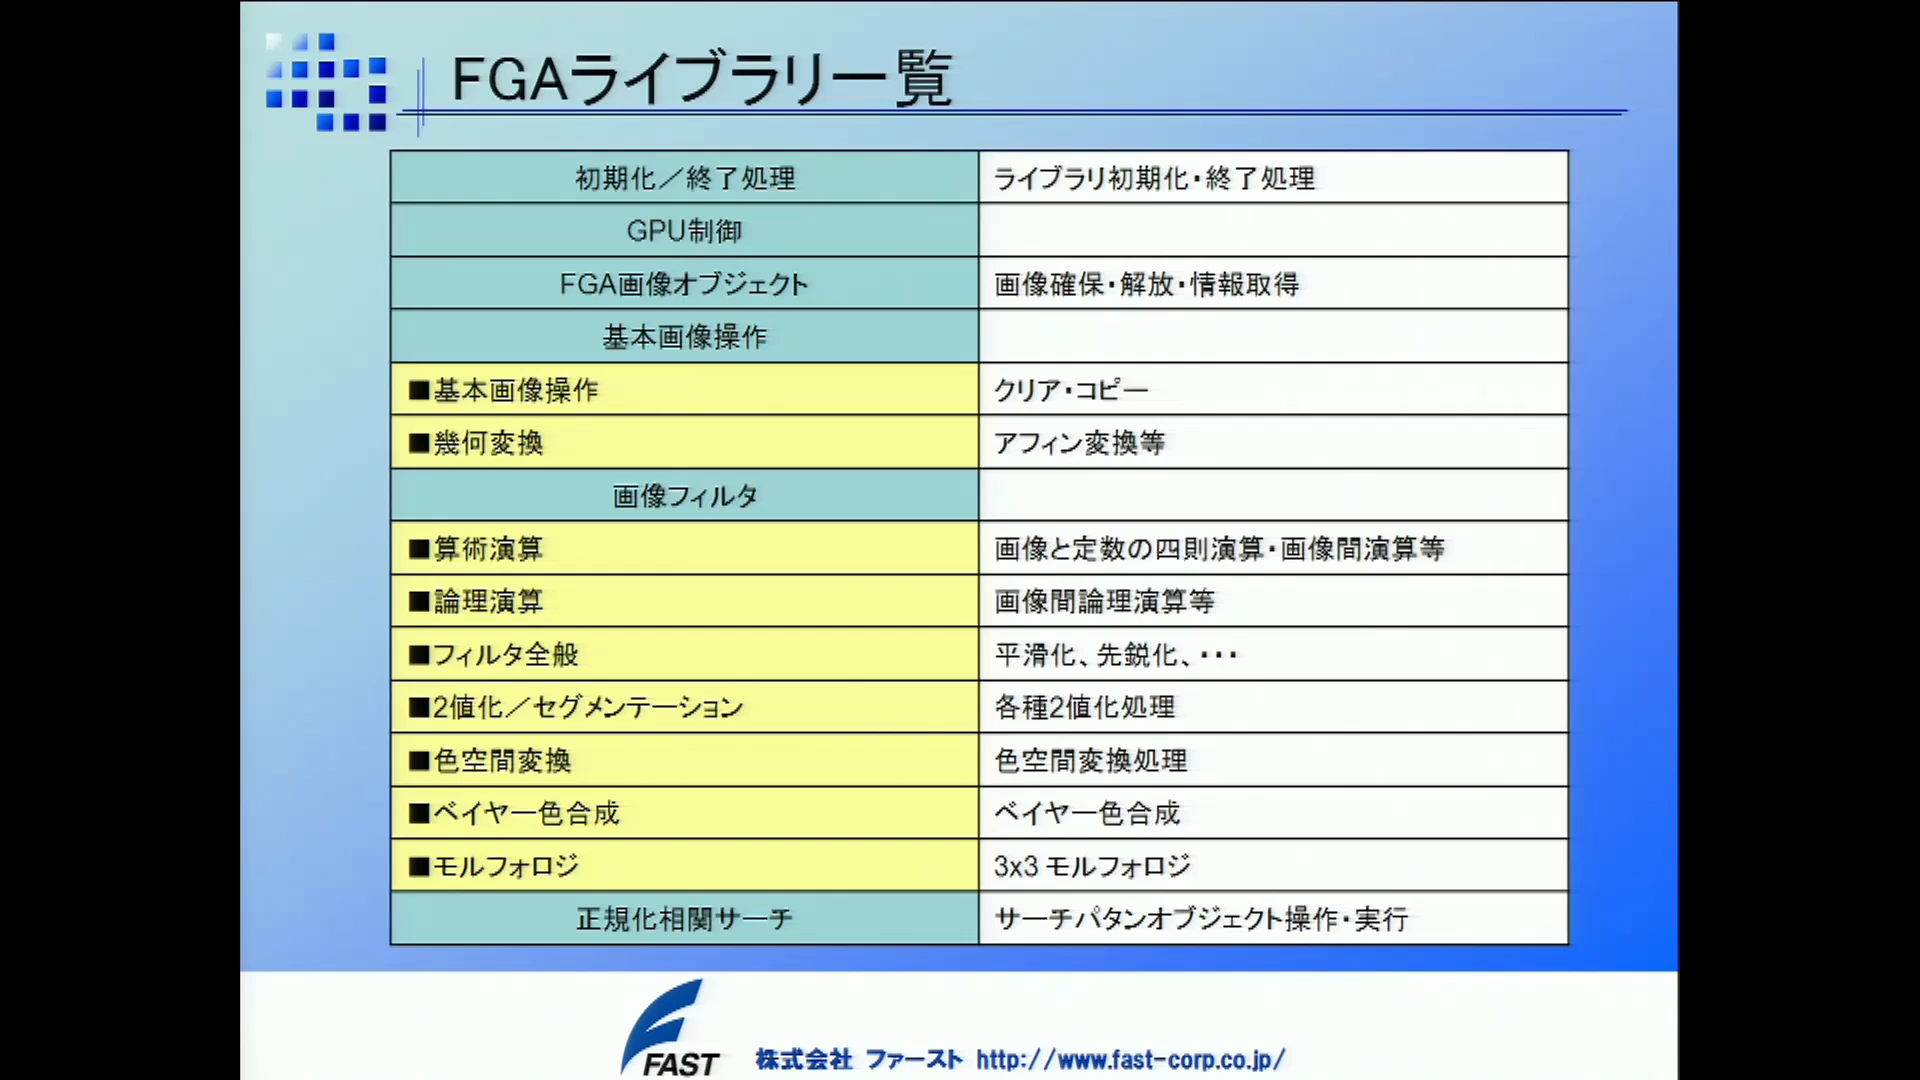 FGAライブラリ一覧
初期化／終了処理 ライブラリ初期化・終了処理
GPU制御
FGA画像オブジェクト 画像確保・解放・情報取得
基本画像操作
■基本画像操作 クリア・コピー
■幾何変換 アフィン変換等
画像フィルタ
■算術演算 画像と定数の四則演算・画像間演算等
■論理演算 画像間論理演算等
■フィルタ全般 平滑化、先鋭化、・・・
■2値化／セグメンテーション 各種2値化処理
■色空間変換 色空間変換処理
■ベイヤー色合成 ベイヤー色合成
■モルフォロジ 3x3 モルフォロジ
正規化相関サーチ サーチパタンオブジェクト操作・実行
FAST 株式会社 ファースト http://www.fast-corp.co.jp/